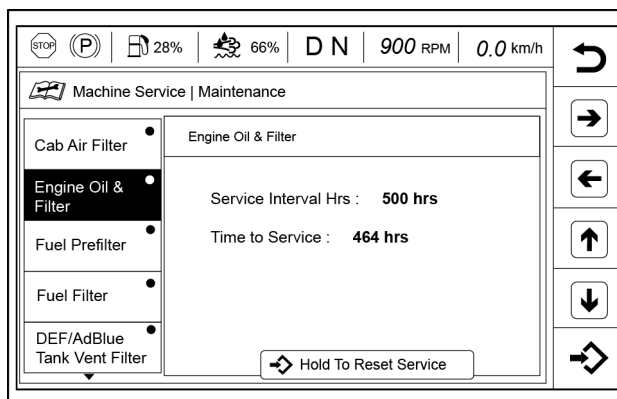 STOP (P) 28% 66% D N 900 RPM 0.0 km/h
Machine Service | Maintenance
Cab Air Filter
Engine Oil &
Filter
Fuel Prefilter
Fuel Filter
DEF/AdBlue
Tank Vent Filter
Engine Oil & Filter
Service Interval Hrs : 500 hrs
Time to Service : 464 hrs
Hold To Reset Service